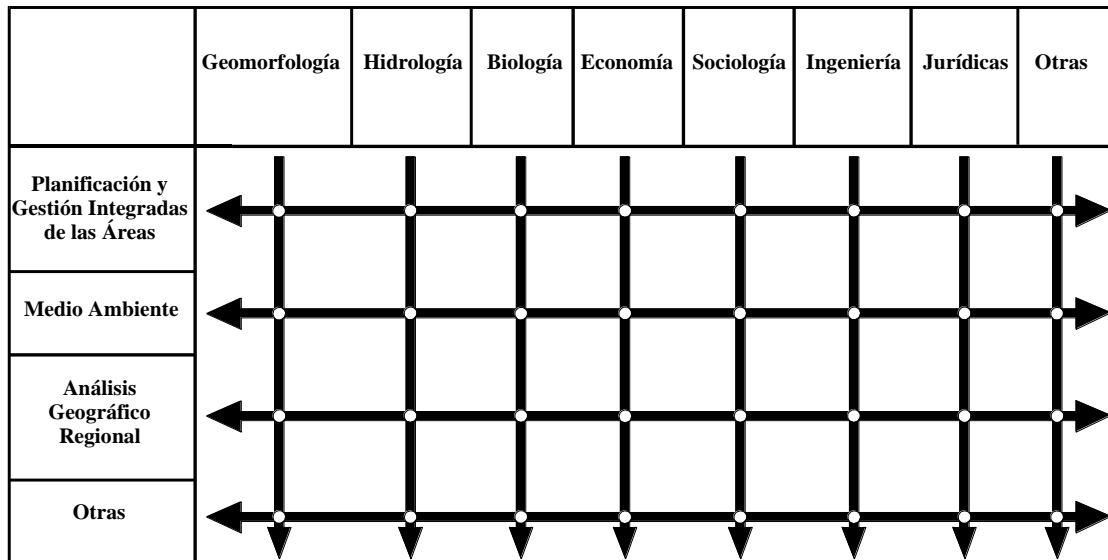 Geomorfología Hidrología Biología Economía Sociología Ingeniería Jurídicas Otras
Planificación y
Gestión Integradas
de las Áreas
Medio Ambiente
Análisis
Geográfico
Regional
Otras